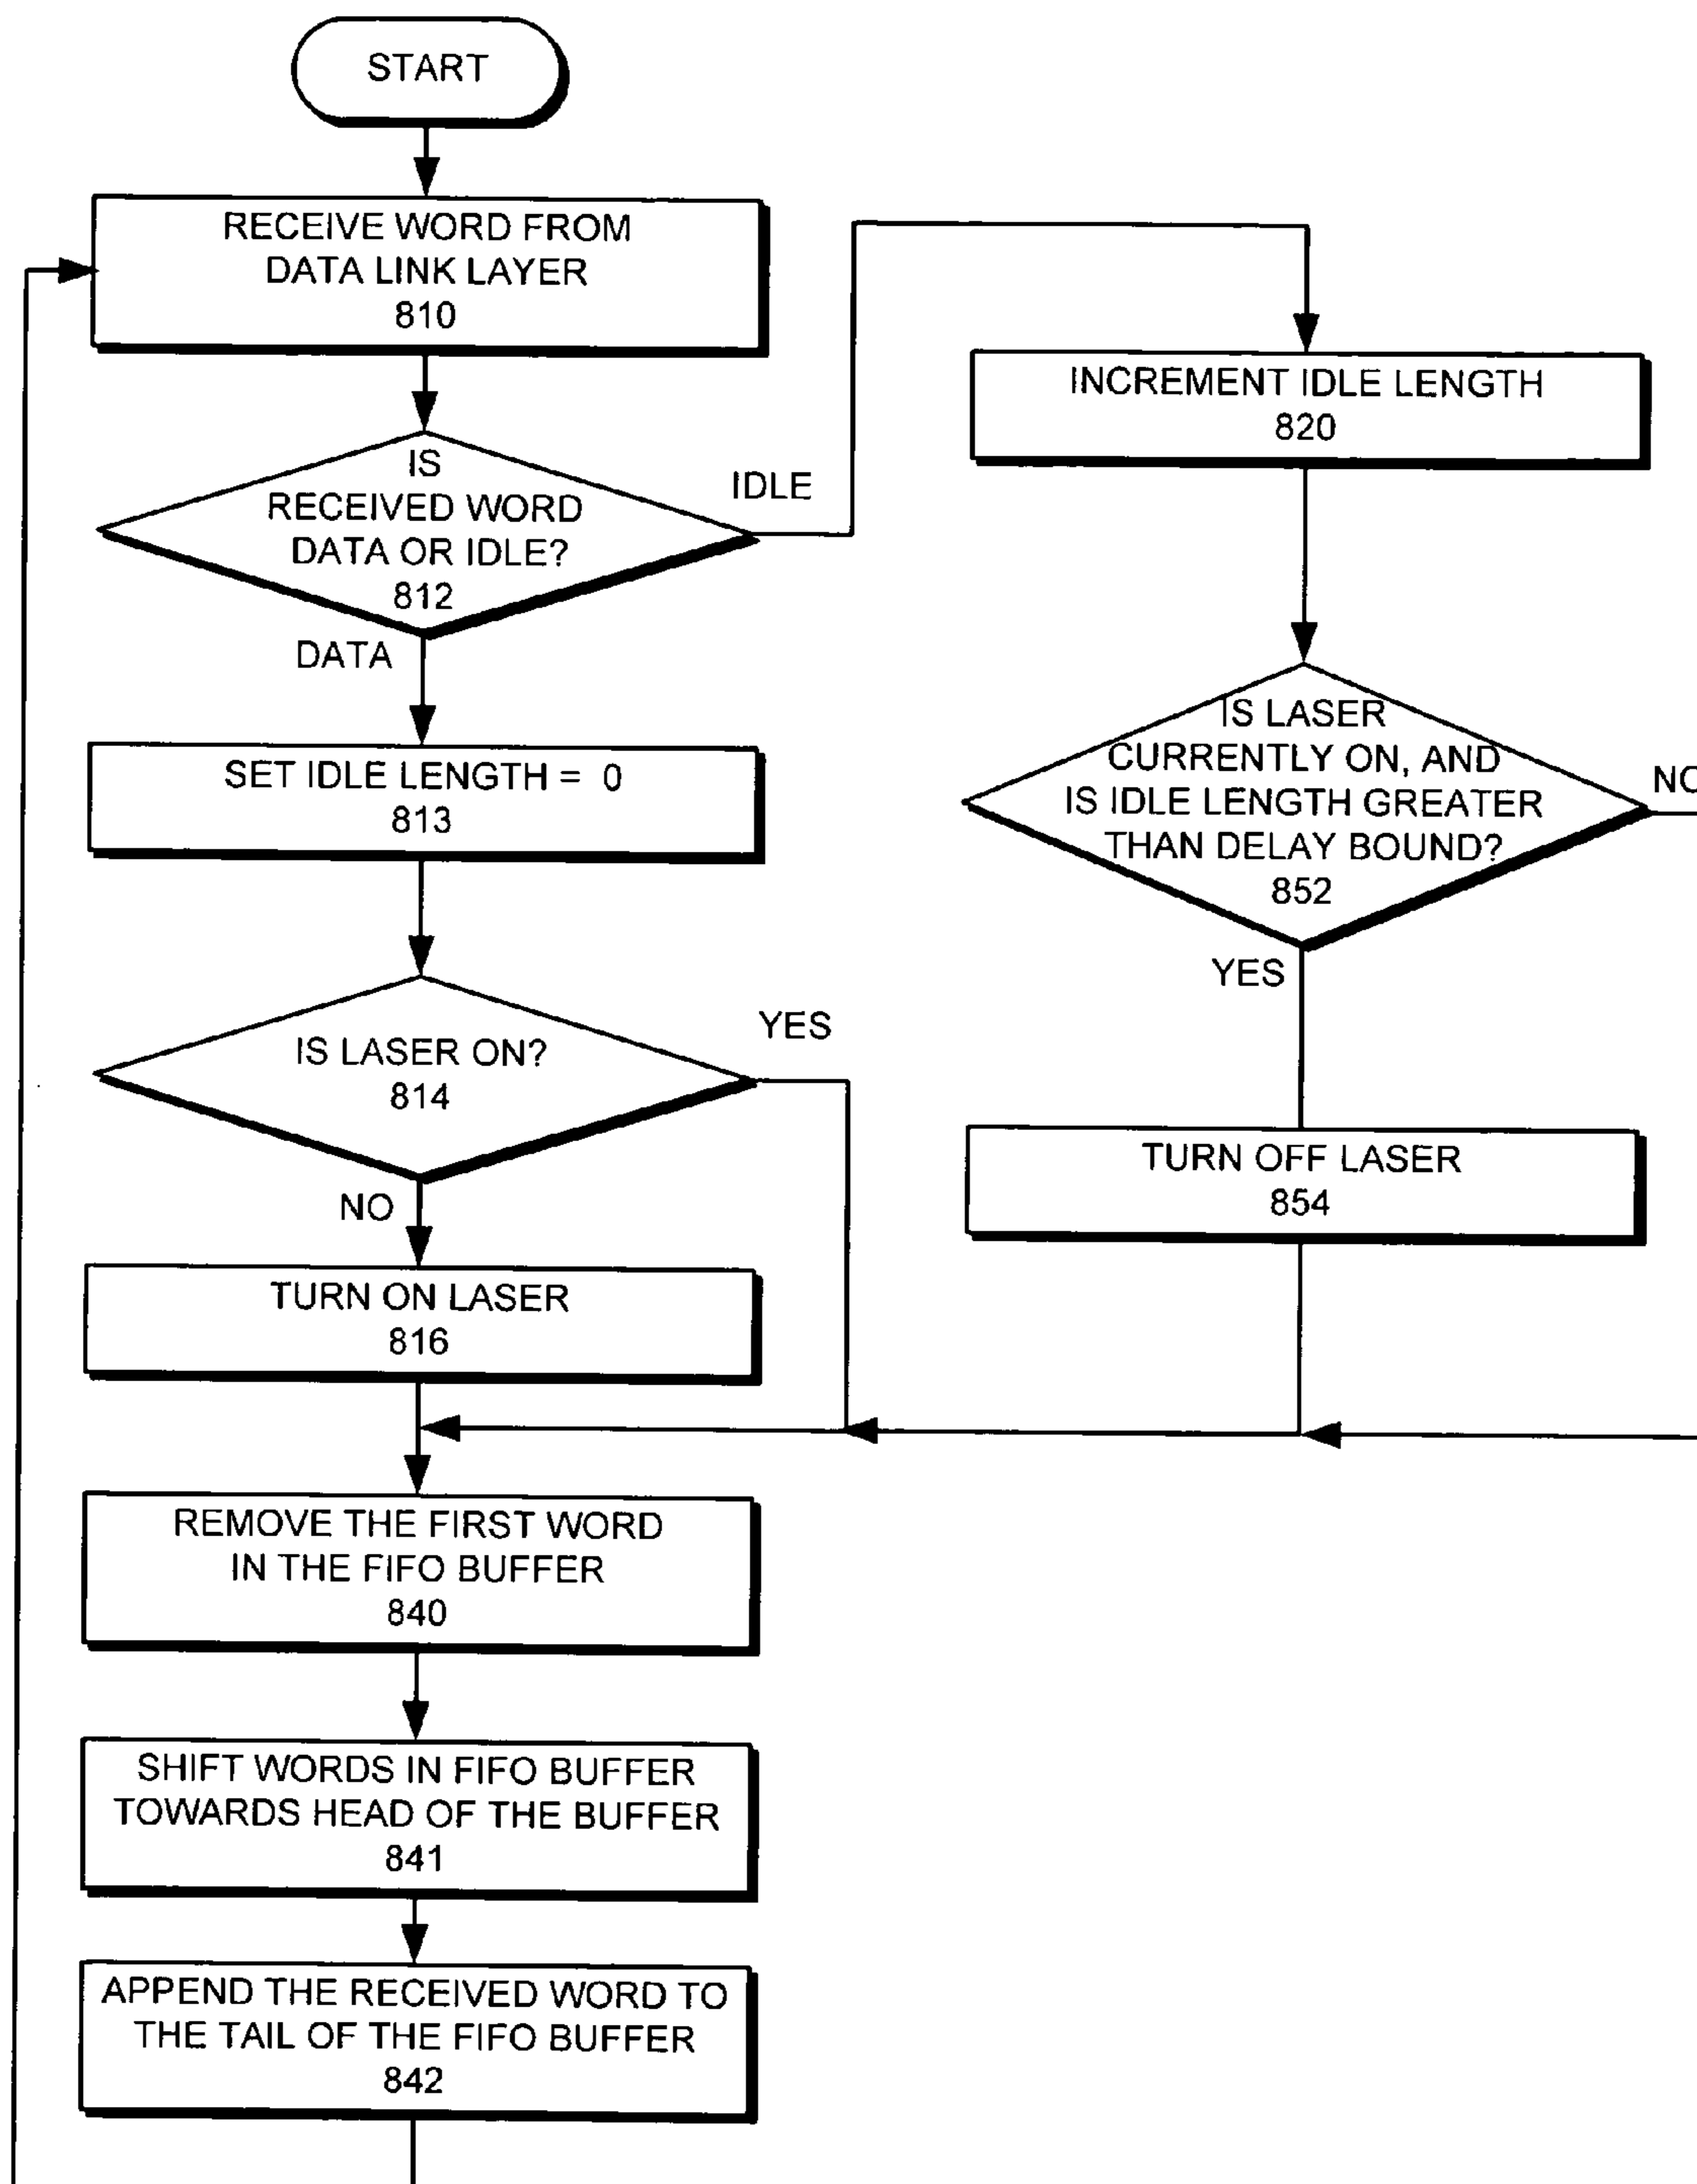 START
RECEIVE WORD FROM
DATA LINK LAYER
810
IS
RECEIVED WORD
DATA OR IDLE?
812
IDLE
DATA
SET IDLE LENGTH = 0
813
IS LASER ON?
814
YES
NO
TURN ON LASER
816
INCREMENT IDLE LENGTH
820
IS LASER
CURRENTLY ON, AND
IS IDLE LENGTH GREATER
THAN DELAY BOUND?
852
NO
YES
TURN OFF LASER
854
REMOVE THE FIRST WORD
IN THE FIFO BUFFER
840
SHIFT WORDS IN FIFO BUFFER
TOWARDS HEAD OF THE BUFFER
841
APPEND THE RECEIVED WORD TO
THE TAIL OF THE FIFO BUFFER
842